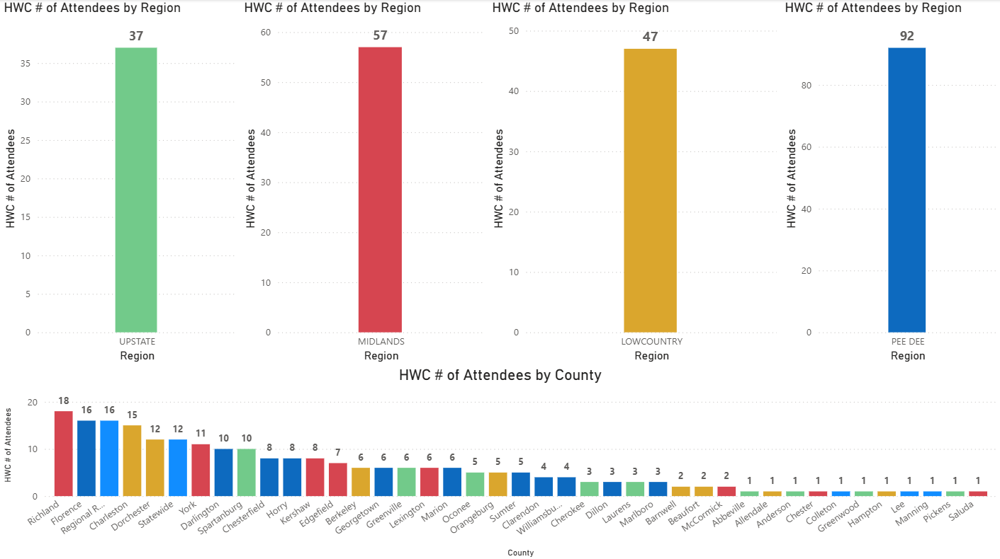 HWC # of Attendees by Region
37
35
30
25
20
15
10
5
0
HWC # of Attendees
UPSTATE
Region
HWC # of Attendees by Region
57
60
50
40
30
20
10
0
HWC # of Attendees
MIDLANDS
Region
HWC # of Attendees by Region
47
50
40
30
20
10
0
HWC # of Attendees
LOWCOUNTRY
Region
HWC # of Attendees by Region
92
80
60
40
20
0
HWC # of Attendees
PEE DEE
Region
HWC # of Attendees by County
HWC # of Attendees
20
10
0
18 16 16 15 12 12 11 10 10 8 8 8 7 6 6 6 6 6 5 5 5 4 4 3 3 3 3 2 2 2 1 1 1 1 1 1 1 1 1 1 1
Richland
Florence
Regional R...
Charleston
Dorchester
Statewide
York
Darlington
Spartanburg
Chesterfield
Horry
Kershaw
Edgefield
Berkeley
Georgetown
Greenville
Lexington
Marion
Oconee
Orangeburg
Sumter
Clarendon
Williamsbu...
Cherokee
Dillon
Laurens
Marlboro
Barnwell
Beaufort
McCormick
Abbeville
Allendale
Anderson
Chester
Colleton
Greenwood
Hampton
Lee
Manning
Pickens
Saluda
County